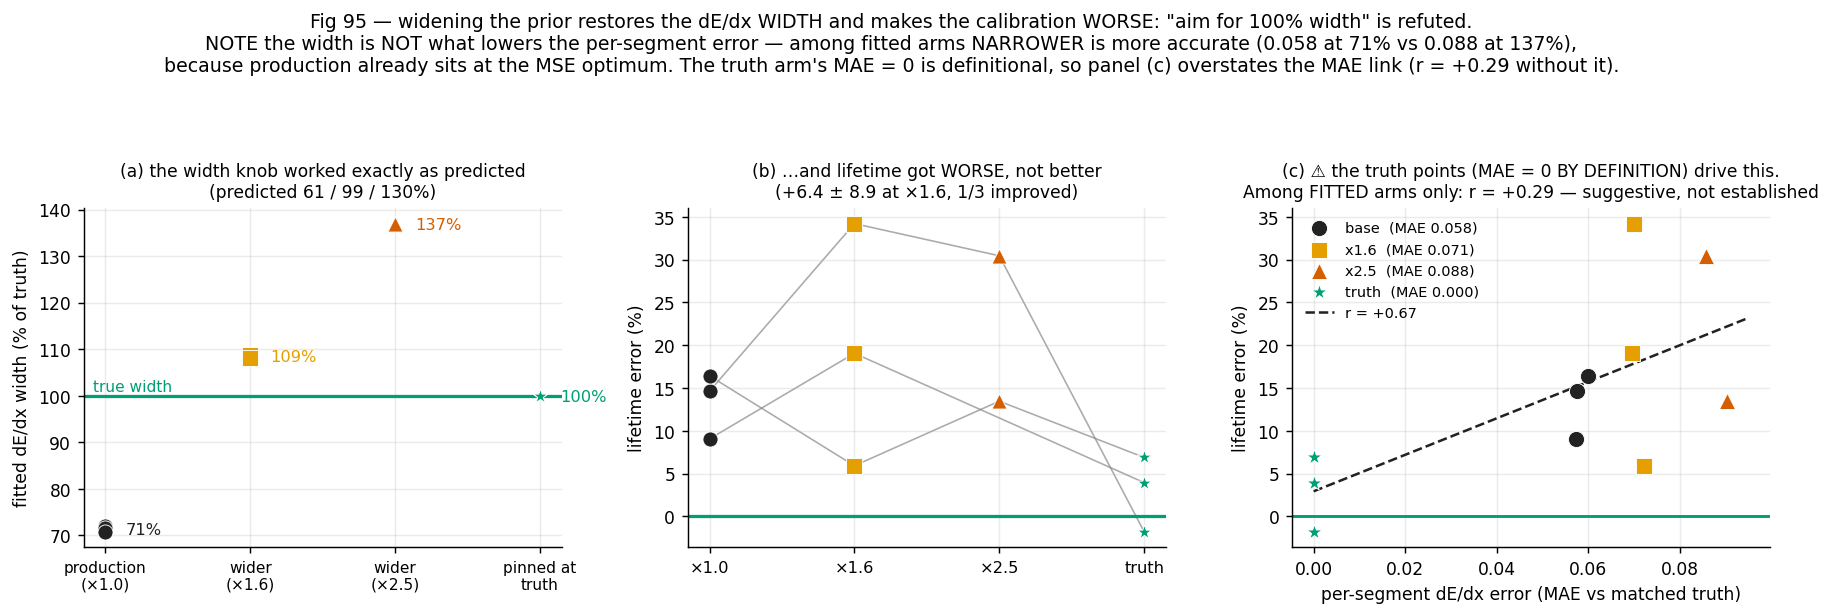 Fig 95 — widening the prior restores the dE/dx WIDTH and makes the calibration WORSE: "aim for 100% width" is refuted.
NOTE the width is NOT what lowers the per-segment error — among fitted arms NARROWER is more accurate (0.058 at 71% vs 0.088 at 137%),
because production already sits at the MSE optimum. The truth arm's MAE = 0 is definitional, so panel (c) overstates the MAE link (r = +0.29 without it).
(a) the width knob worked exactly as predicted
(predicted 61 / 99 / 130%)
fitted dE/dx width (% of truth)
140
130
120
110
100
90
80
70
137%
109%
true width
100%
71%
production
(×1.0)
wider
(×1.6)
wider
(×2.5)
pinned at
truth
(b) ...and lifetime got WORSE, not better
(+6.4 ± 8.9 at ×1.6, 1/3 improved)
lifetime error (%)
35
30
25
20
15
10
5
0
×1.0
×1.6
×2.5
truth
(c) ⚠ the truth points (MAE = 0 BY DEFINITION) drive this.
Among FITTED arms only: r = +0.29 — suggestive, not established
lifetime error (%)
35
30
25
20
15
10
5
0
base (MAE 0.058)
x1.6 (MAE 0.071)
x2.5 (MAE 0.088)
truth (MAE 0.000)
r = +0.67
0.00
0.02
0.04
0.06
0.08
per-segment dE/dx error (MAE vs matched truth)